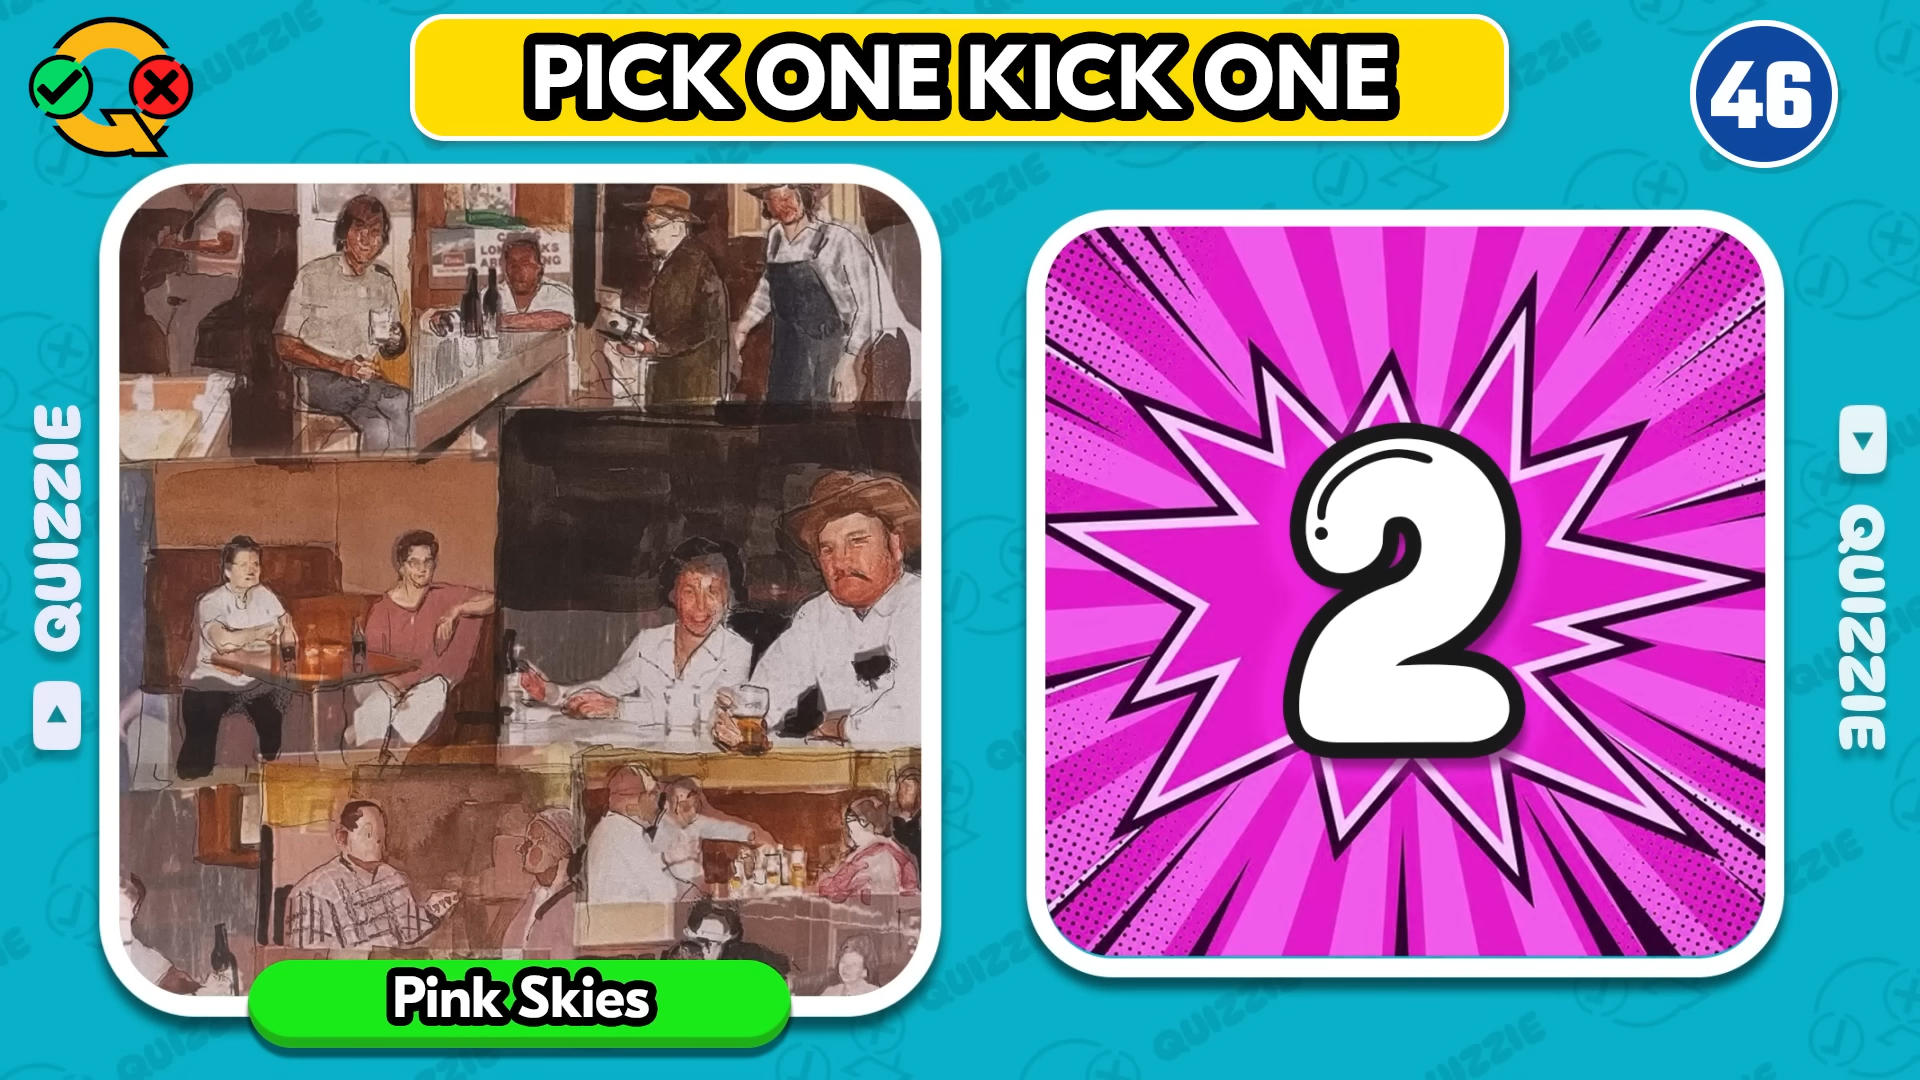 PICK ONE KICK ONE
46
QUIZZIE
2
QUIZZIE
Pink Skies